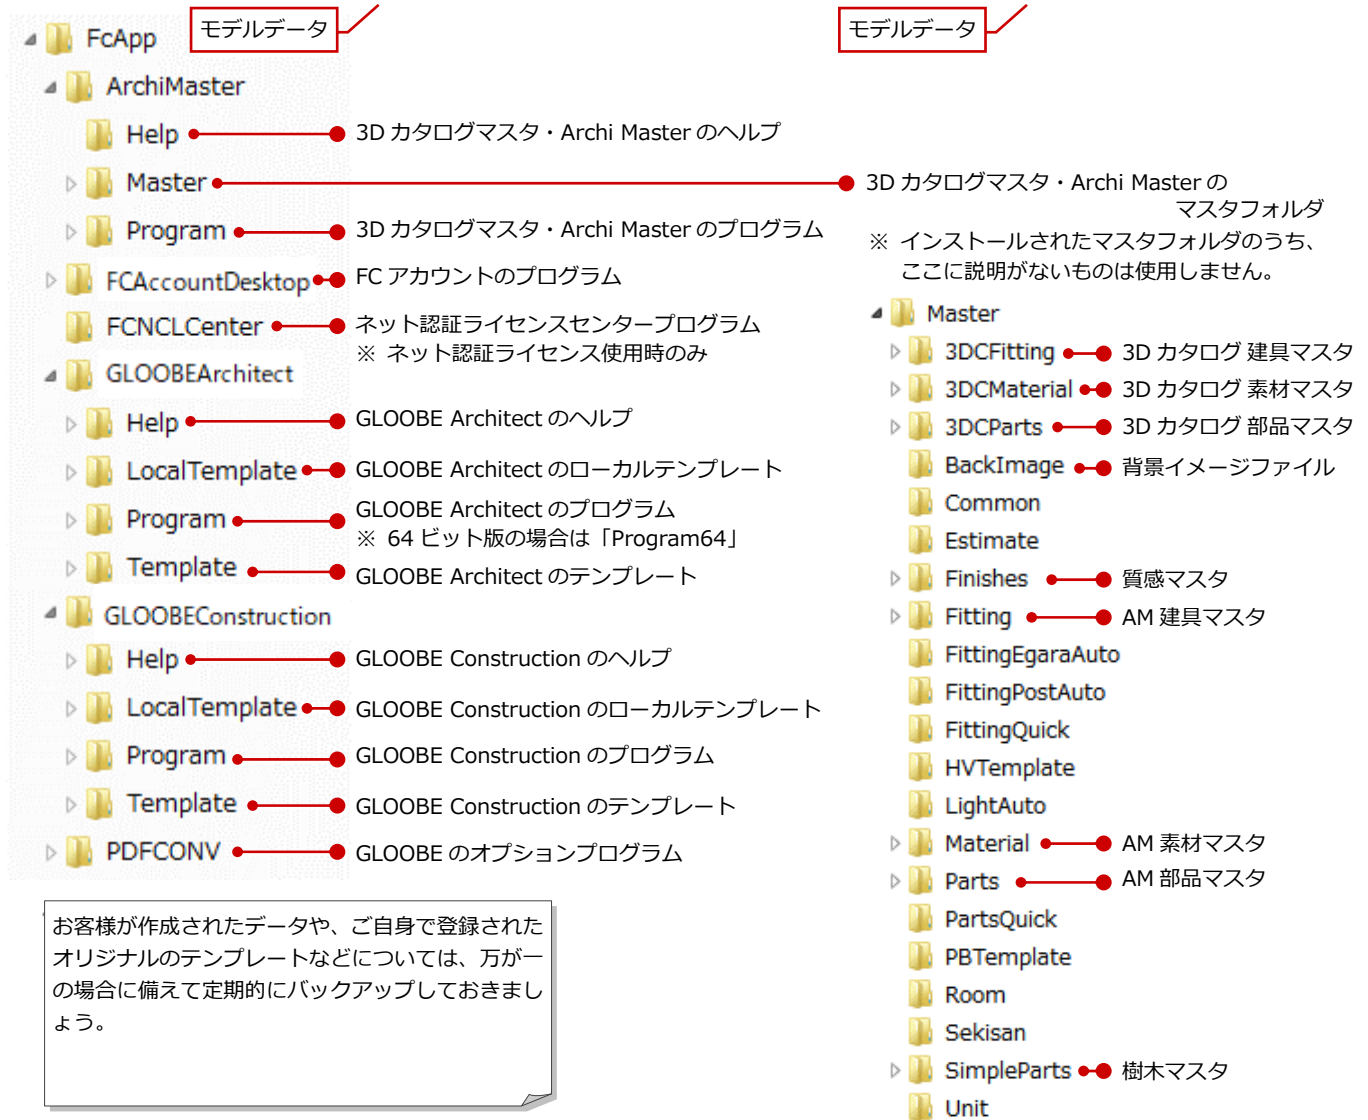 モデルデータ
FcApp
ArchiMaster
Help
3D カタログマスタ・Archi Master のヘルプ
Master
Program
3D カタログマスタ・Archi Master のプログラム
FCAccountDesktop
FC アカウントのプログラム
FCNCLCenter
ネット認証ライセンスセンタープログラム
※ ネット認証ライセンス使用時のみ
GLOOBEArchitect
Help
GLOOBE Architect のヘルプ
LocalTemplate
GLOOBE Architect のローカルテンプレート
Program
GLOOBE Architect のプログラム
※ 64 ビット版の場合は「Program64」
Template
GLOOBE Architect のテンプレート
GLOOBEConstruction
Help
GLOOBE Construction のヘルプ
LocalTemplate
GLOOBE Construction のローカルテンプレート
Program
GLOOBE Construction のプログラム
Template
GLOOBE Construction のテンプレート
PDFCONV
GLOOBE のオプションプログラム
お客様が作成されたデータや、ご自身で登録された
オリジナルのテンプレートなどについては、万が一
の場合に備えて定期的にバックアップしておきまし
ょう。
モデルデータ
3D カタログマスタ・Archi Master の
マスタフォルダ
※ インストールされたマスタフォルダのうち、
ここに説明がないものは使用しません。
Master
3DCFitting
3D カタログ 建具マスタ
3DCMaterial
3D カタログ 素材マスタ
3DCParts
3D カタログ 部品マスタ
BackImage
背景イメージファイル
Common
Estimate
Finishes
質感マスタ
Fitting
AM 建具マスタ
FittingEgaraAuto
FittingPostAuto
FittingQuick
HVTemplate
LightAuto
Material
AM 素材マスタ
Parts
AM 部品マスタ
PartsQuick
PBTemplate
Room
Sekisan
SimpleParts
樹木マスタ
Unit